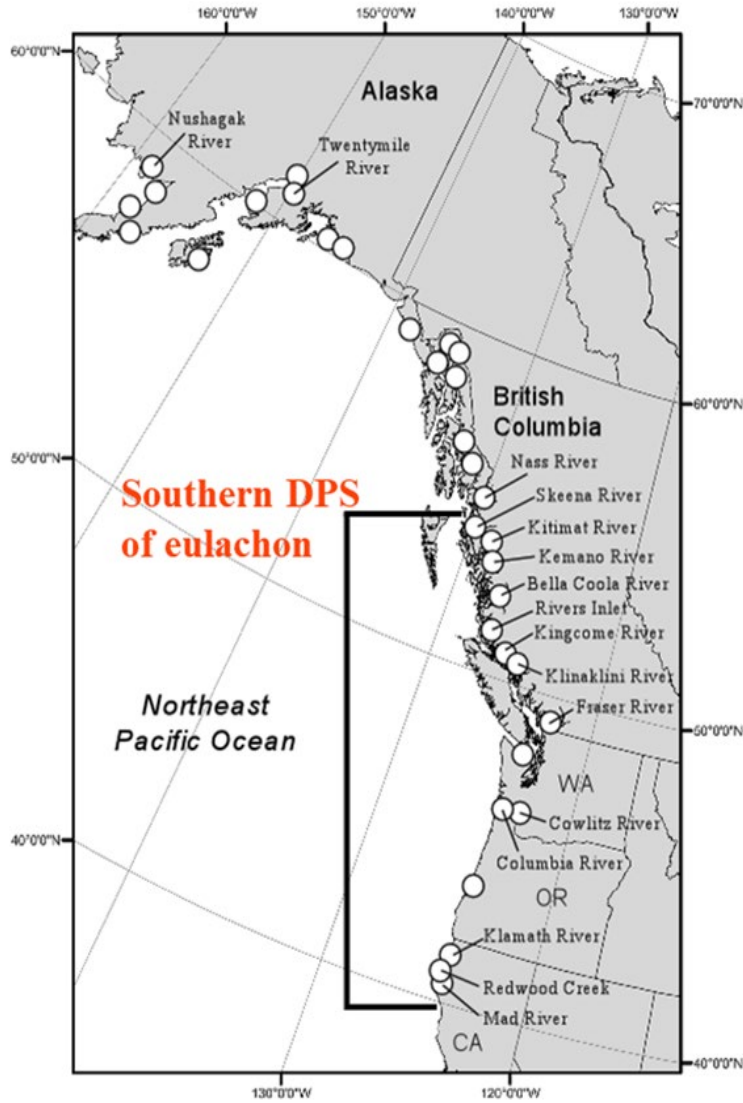 160°0'0"W
150°0'0"W
140°0'0"W
130°0'0"W
60°0'0"N
70°0'0"N
Alaska
Nushagak
River
Twentymile
River
60°0'0"N
British
Columbia
50°0'0"N
Nass River
Southern DPS
of eulachon
Skeena River
Kitimat River
Kemano River
Bella Coola River
Rivers Inlet
Kingcome River
Klinaklini River
Northeast
Pacific Ocean
Fraser River
50°0'0"N
WA
Cowlitz River
40°0'0"N
Columbia River
OR
Klamath River
Redwood Creek
Mad River
CA
40°0'0"N
130°0'0"W
120°0'0"W